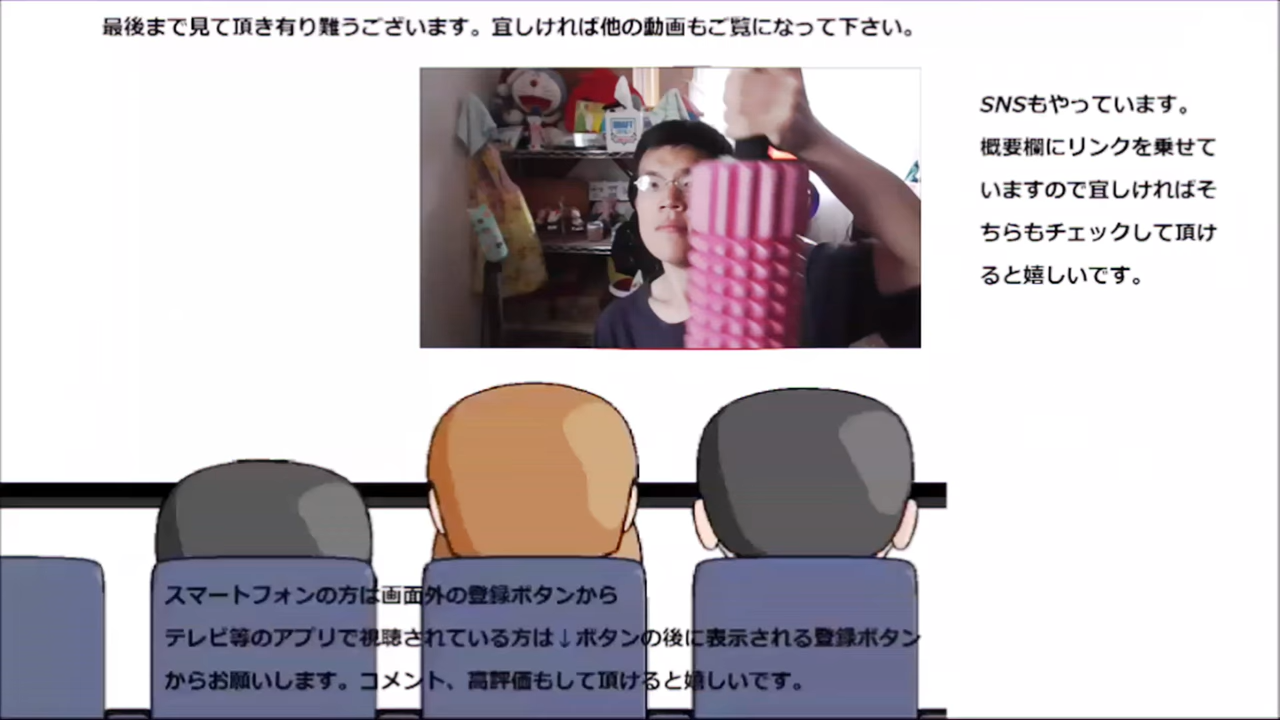 最後まで見て頂き有り難うございます。宜しければ他の動画もご覧になって下さい。
SNSもやっています。
概要欄にリンクを乗せて
いますので宜しければそ
ちらもチェックして頂け
ると嬉しいです。
スマートフォンの方は画面外の登録ボタンから
テレビ等のアプリで視聴されている方は↓ボタンの後に表示される登録ボタン
からお願いします。コメント、高評価もして頂けると嬉しいです。